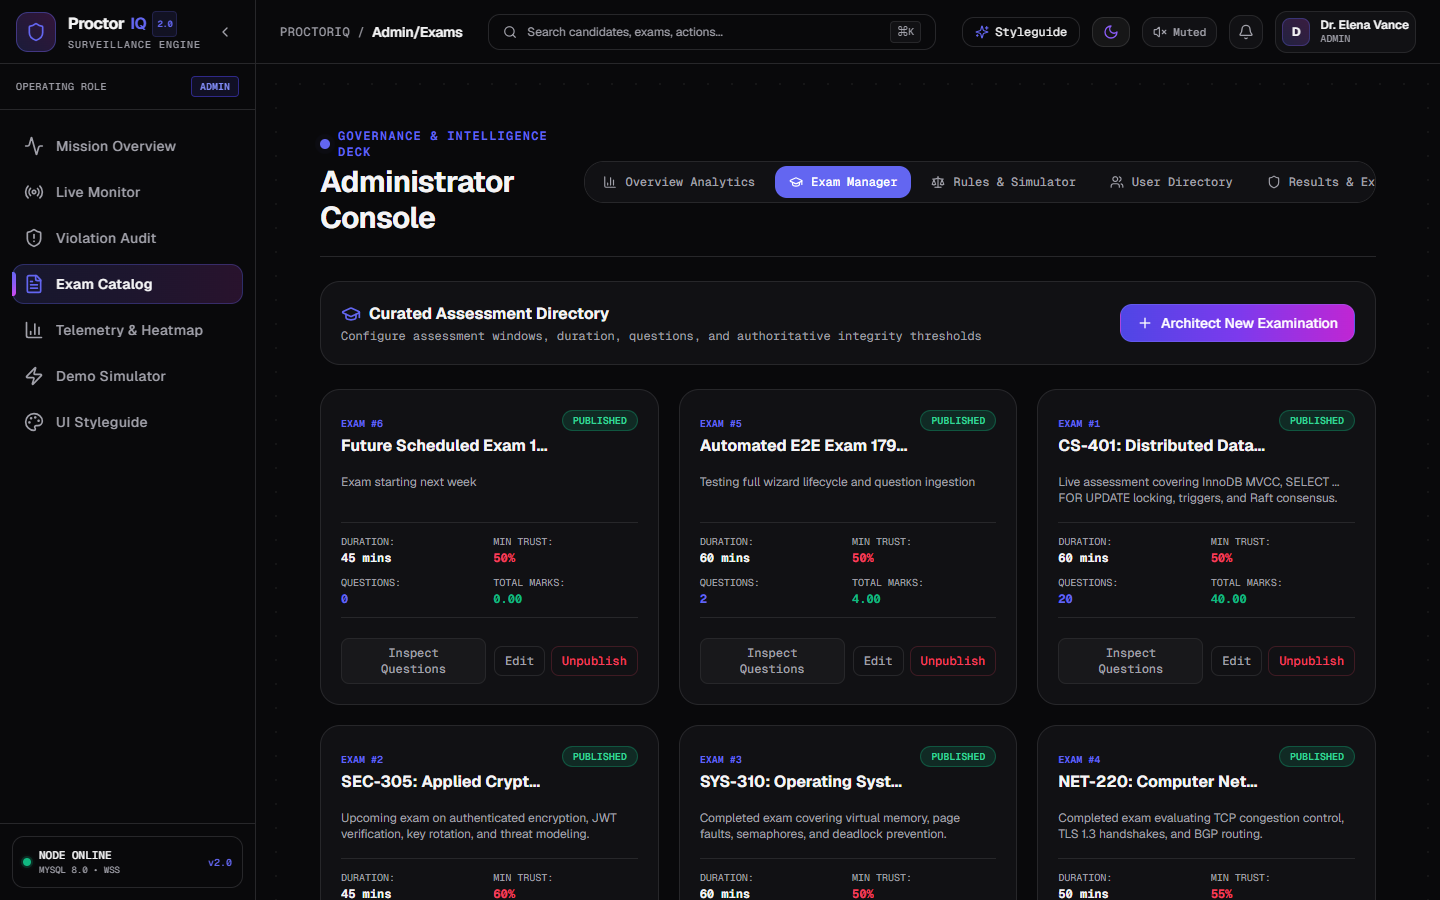 Proctor IQ 2.0
SURVEILLANCE ENGINE
PROCTORIQ / Admin/Exams
Search candidates, exams, actions...
⌘K
Styleguide
Muted
D
Dr. Elena Vance
ADMIN
OPERATING ROLE
ADMIN
Mission Overview
Live Monitor
Violation Audit
Exam Catalog
Telemetry & Heatmap
Demo Simulator
UI Styleguide
NODE ONLINE
MYSQL 8.0 • WSS
v2.0
GOVERNANCE & INTELLIGENCE
DECK
Administrator
Console
Overview Analytics
Exam Manager
Rules & Simulator
User Directory
Results & Ex
Curated Assessment Directory
Configure assessment windows, duration, questions, and authoritative integrity thresholds
Architect New Examination
EXAM #6
PUBLISHED
Future Scheduled Exam 1...
Exam starting next week
DURATION:
45 mins
MIN TRUST:
50%
QUESTIONS:
0
TOTAL MARKS:
0.00
Inspect
Questions
Edit
Unpublish
EXAM #5
PUBLISHED
Automated E2E Exam 179...
Testing full wizard lifecycle and question ingestion
DURATION:
60 mins
MIN TRUST:
50%
QUESTIONS:
2
TOTAL MARKS:
4.00
Inspect
Questions
Edit
Unpublish
EXAM #1
PUBLISHED
CS-401: Distributed Data...
Live assessment covering InnoDB MVCC, SELECT ...
FOR UPDATE locking, triggers, and Raft consensus.
DURATION:
60 mins
MIN TRUST:
50%
QUESTIONS:
20
TOTAL MARKS:
40.00
Inspect
Questions
Edit
Unpublish
EXAM #2
PUBLISHED
SEC-305: Applied Crypt...
Upcoming exam on authenticated encryption, JWT
verification, key rotation, and threat modeling.
DURATION:
45 mins
MIN TRUST:
60%
EXAM #3
PUBLISHED
SYS-310: Operating Syst...
Completed exam covering virtual memory, page
faults, semaphores, and deadlock prevention.
DURATION:
60 mins
MIN TRUST:
50%
EXAM #4
PUBLISHED
NET-220: Computer Net...
Completed exam evaluating TCP congestion control,
TLS 1.3 handshakes, and BGP routing.
DURATION:
50 mins
MIN TRUST:
55%